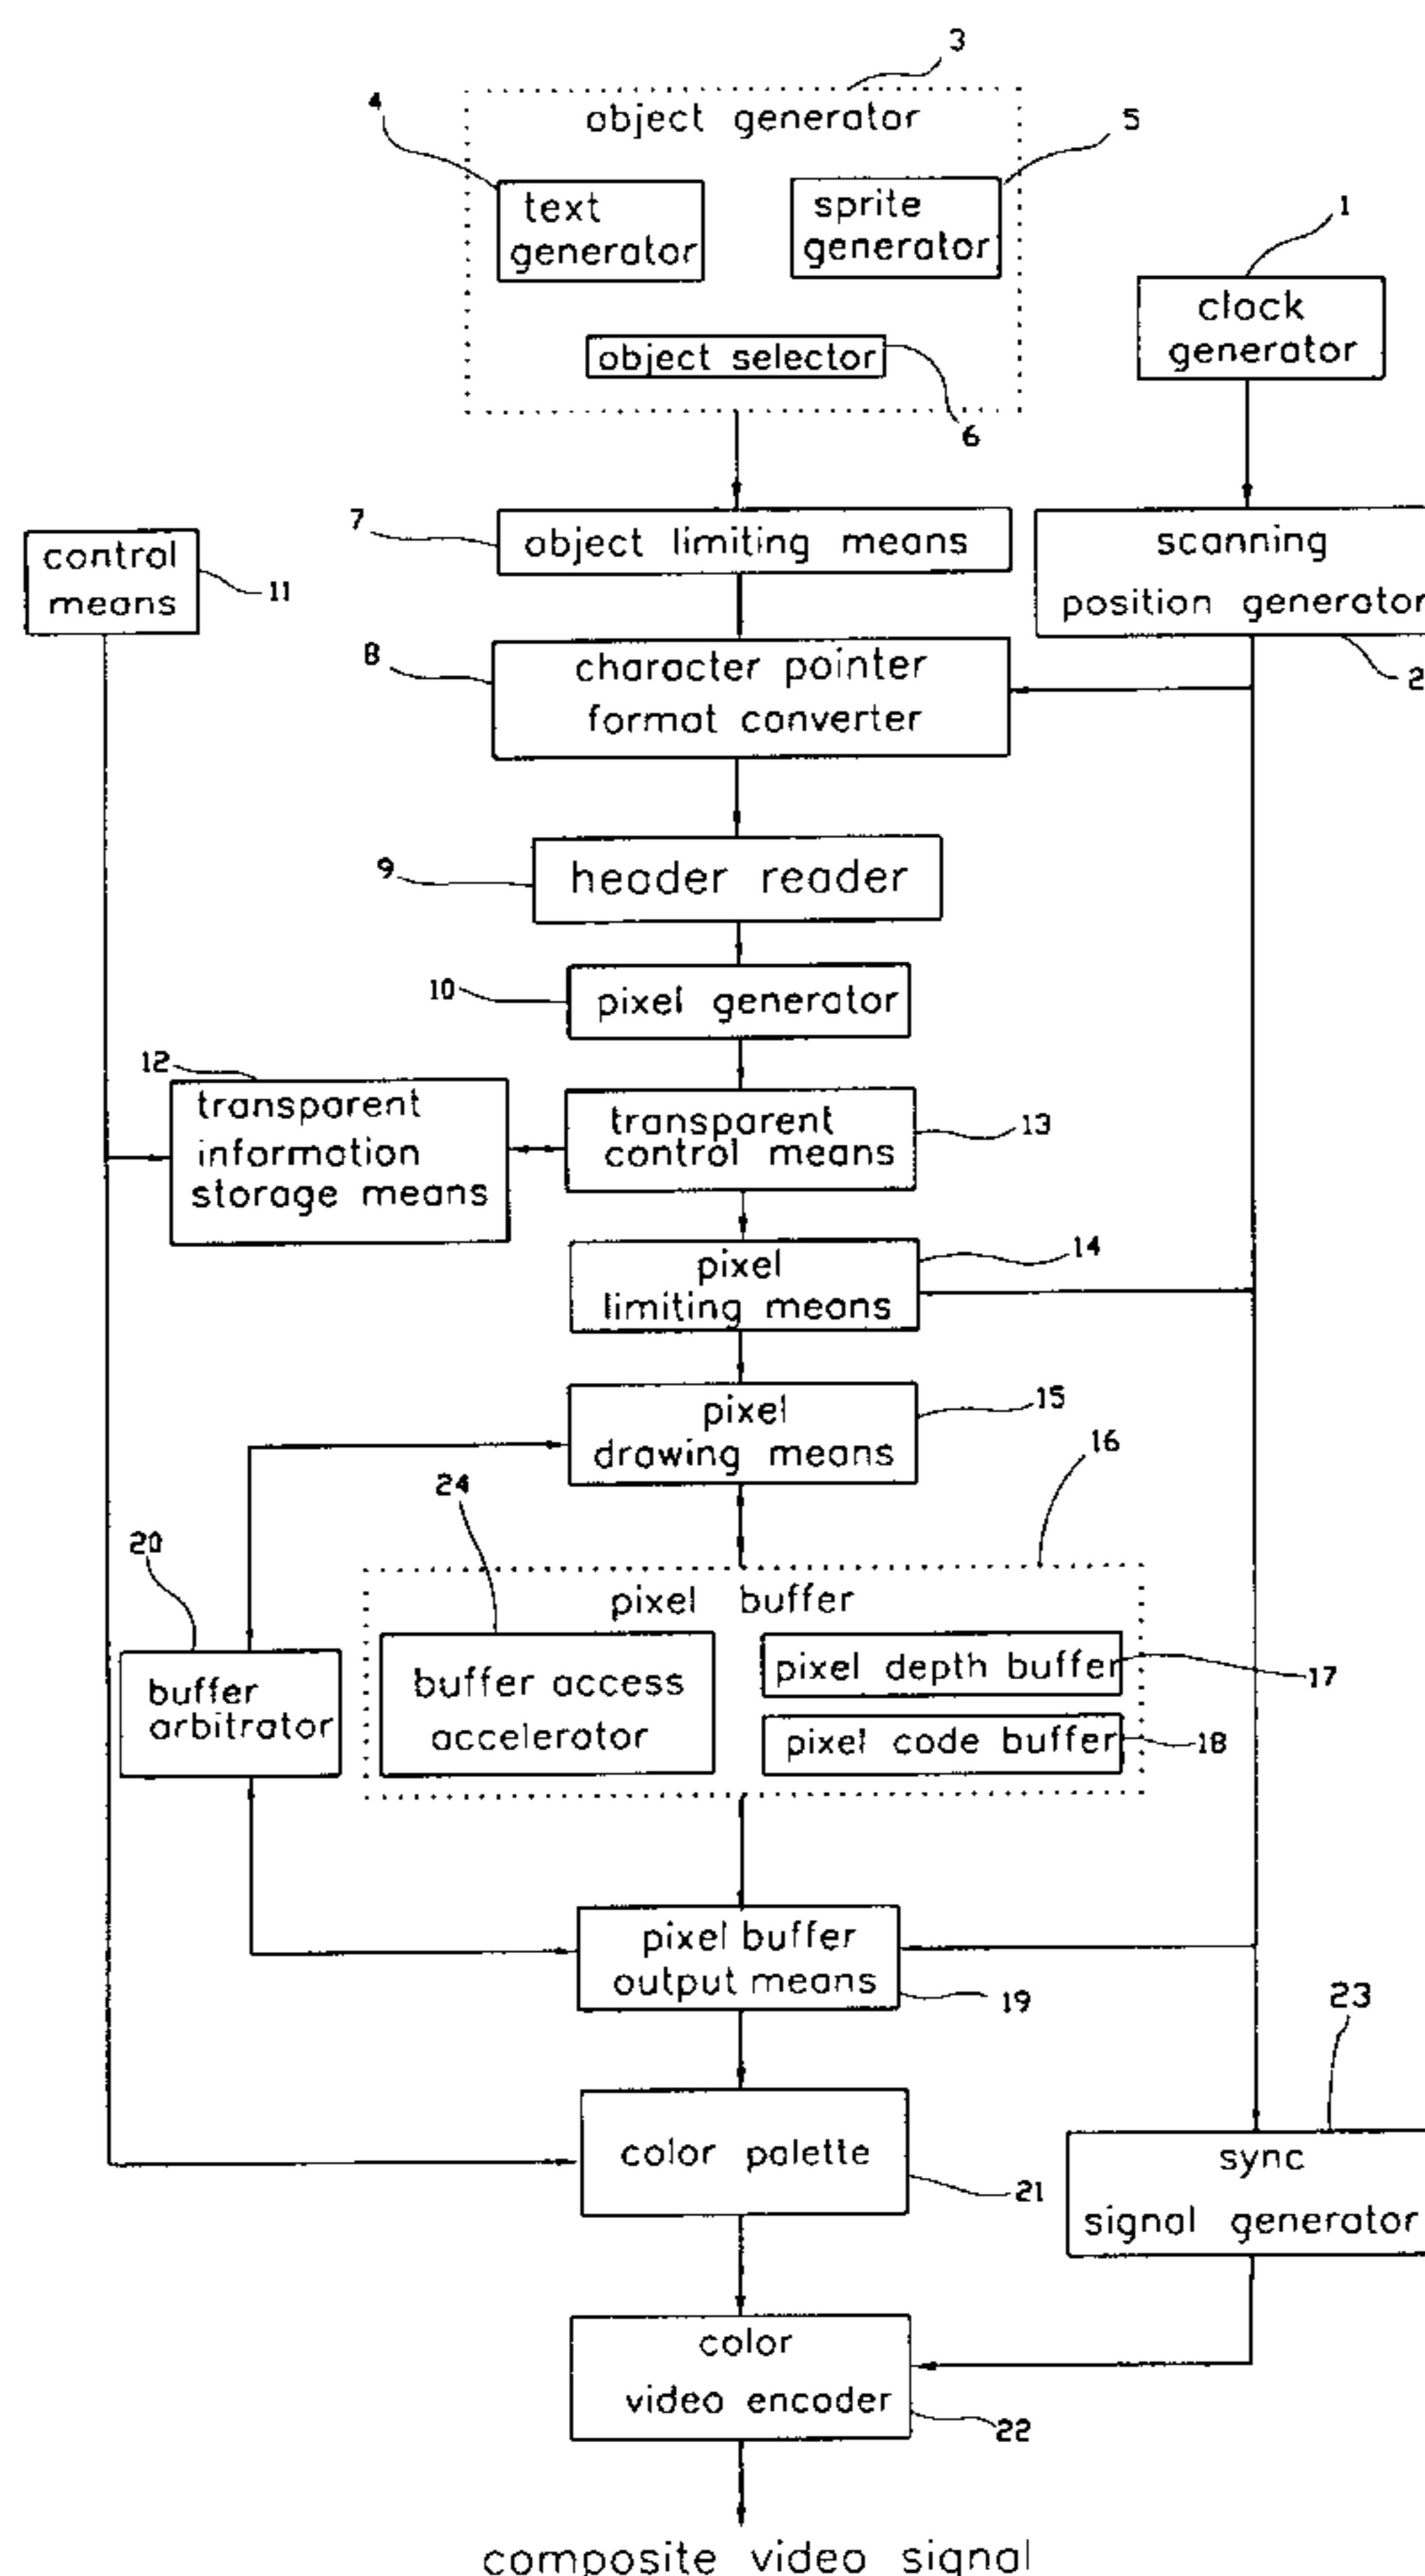 3
4
object generator
5
text
generator
sprite
generator
1
clock
generator
object selector
6
7
object limiting means
control
means
11
scanning
position generator
2
8
character pointer
format converter
9
header reader
10
pixel generator
12
transparent
information
storage means
transparent
control means
13
pixel
limiting means
14
pixel
drawing means
15
16
24
20
pixel buffer
buffer access
accelerator
pixel depth buffer
17
pixel code buffer
18
buffer
arbitrator
pixel buffer
output means
19
23
color palette
21
sync
signal generator
color
video encoder
22
composite video signal